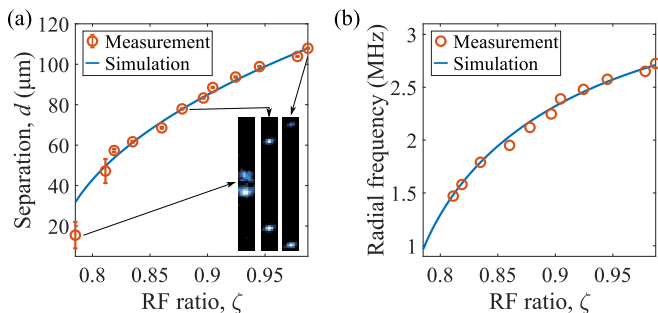 (a)
120
100
80
60
40
20
Separation, d (μm)
Measurement
Simulation
0.8
0.85
0.9
0.95
RF ratio, ζ
(b)
4
3
2.5
2
1.5
1
Radial frequency (MHz)
Measurement
Simulation
0.8
0.85
0.9
0.95
RF ratio, ζ